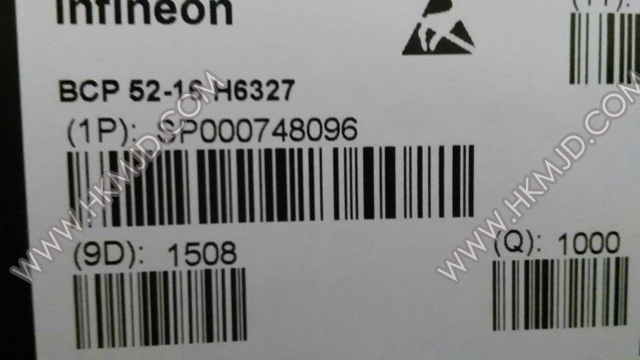 Infineon
BCP 52-16 H6327
(1P): SP000748096
(9D): 1508
(Q): 1000
WWW.HKMJD.COM
WWW.HKMJD.COM